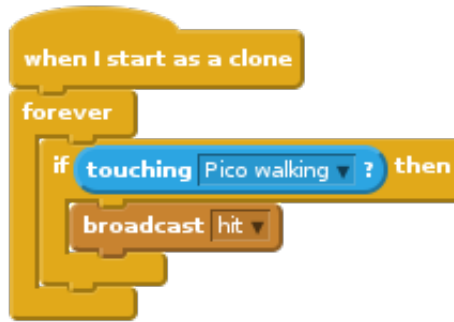 when I start as a clone
forever
if touching Pico walking ? then
broadcast hit